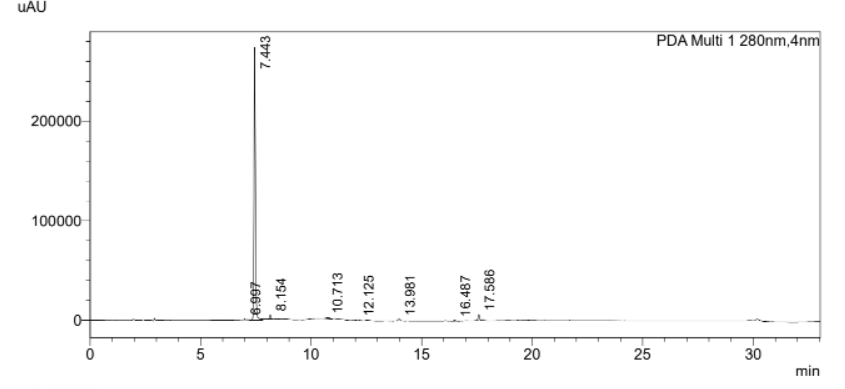 uAU
PDA Multi 1 280nm,4nm
7.443
200000
100000
6.997
8.154
10.713
12.125
13.981
16.487
17.586
0
0 5 10 15 20 25 30
min